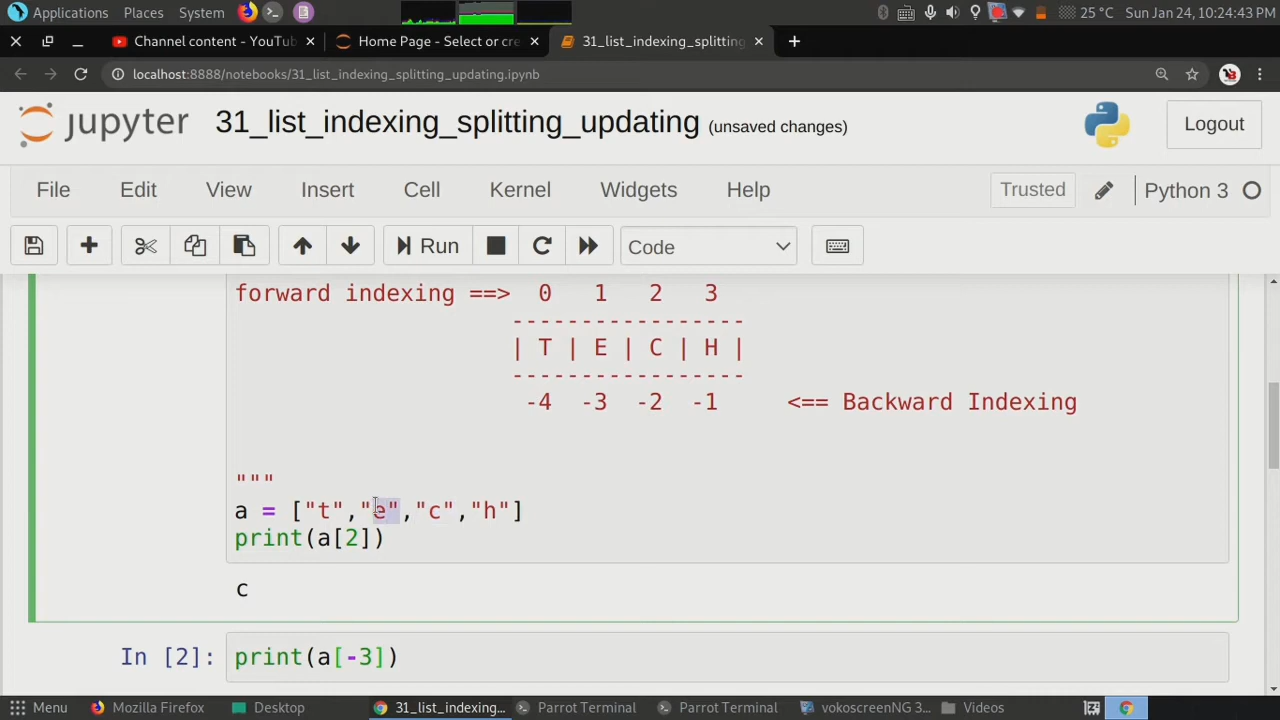 Applications Places System 25 °C Sun Jan 24, 10:24:43 PM
Channel content - YouTu Home Page - Select or cre 31_list_indexing_splitting
localhost:8888/notebooks/31_list_indexing_splitting_updating.ipynb
jupyter 31_list_indexing_splitting_updating (unsaved changes) Logout
File Edit View Insert Cell Kernel Widgets Help Trusted Python 3
Run Code
forward indexing ==> 0 1 2 3
-----------------
| T | E | C | H |
-----------------
-4 -3 -2 -1 <== Backward Indexing
"""
a = ["t","e","c","h"]
print(a[2])
c
In [2]: print(a[-3])
Menu Mozilla Firefox Desktop 31_list_indexing... Parrot Terminal Parrot Terminal vokoscreenNG 3... Videos